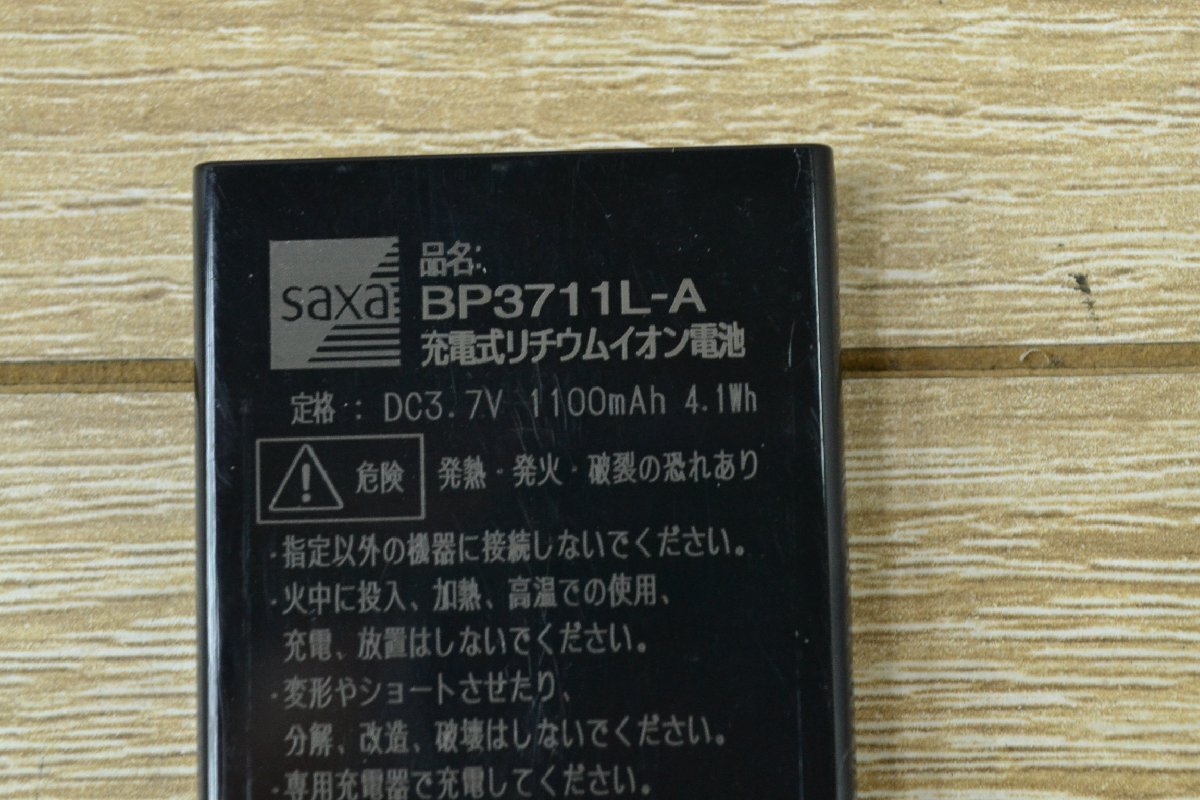 saxa
品名:
BP3711L-A
充電式リチウムイオン電池
定格 : DC3.7V 1100mAh 4.1Wh
危険 発熱・発火・破裂の恐れあり
・指定以外の機器に接続しないでください。
・火中に投入、加熱、高温での使用、
充電、放置はしないでください。
・変形やショートさせたり、
分解、改造、破壊はしないでください。
・専用充電器で充電してください。